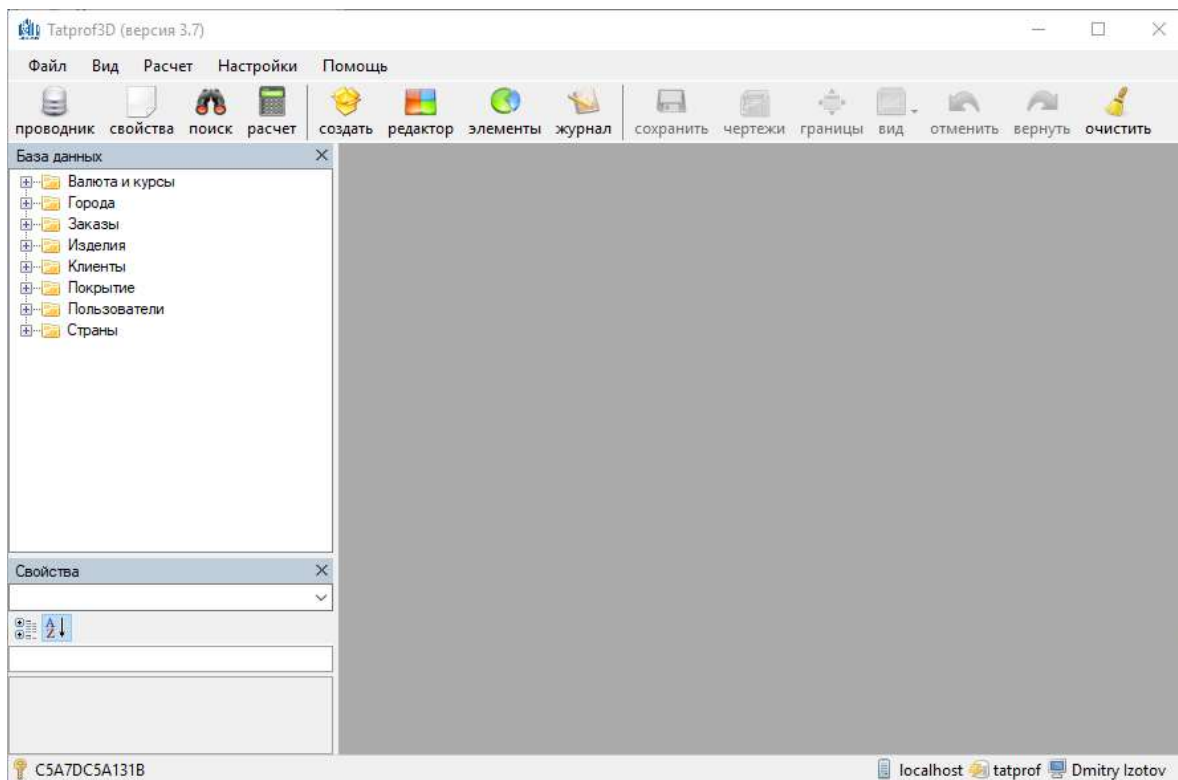 Tatprof3D (версия 3.7)
Файл Вид Расчет Настройки Помощь
проводник свойства поиск расчет создать редактор элементы журнал сохранить чертежи границы вид отменить вернуть очистить
База данных
Валюта и курсы
Города
Заказы
Изделия
Клиенты
Покрытие
Пользователи
Страны
Свойства
C5A7DC5A131B localhost tatprof Dmitry Izotov